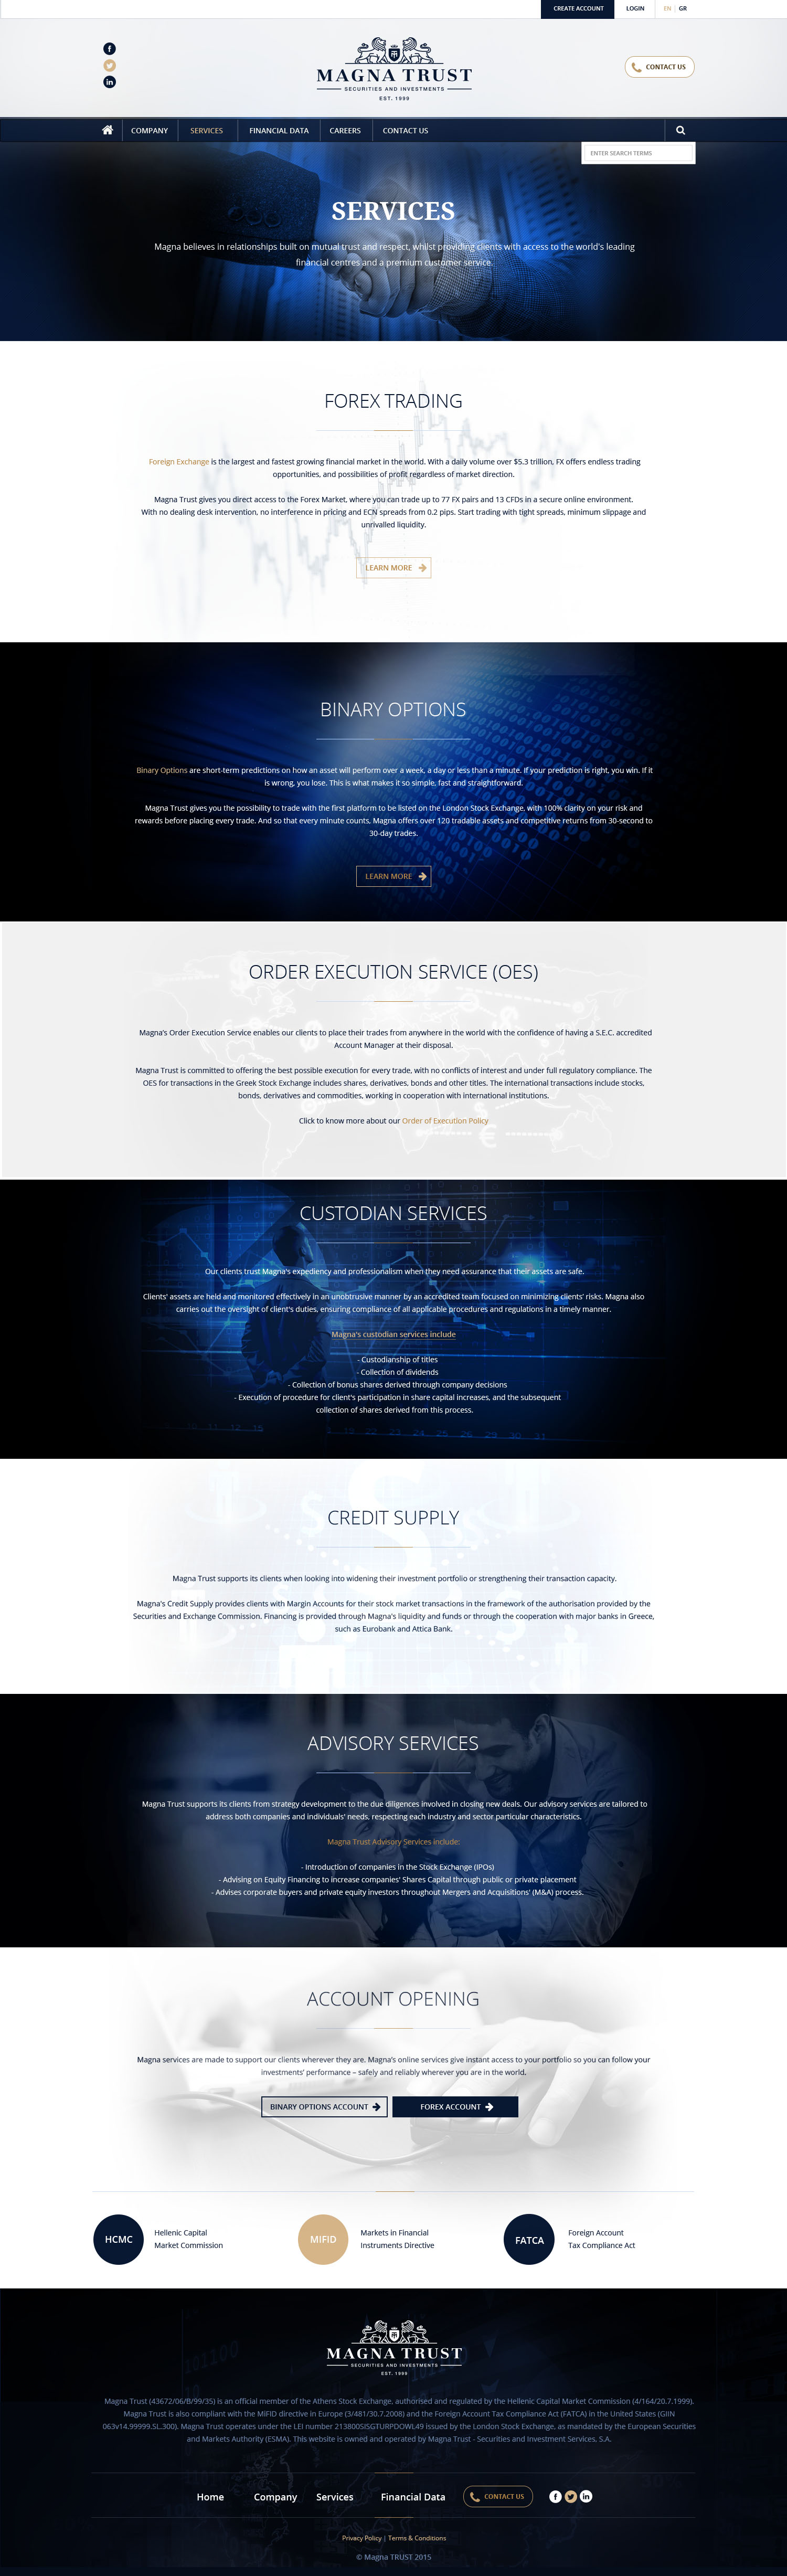 CREATE ACCOUNT LOGIN EN | GR
MAGNA TRUST
SECURITIES AND INVESTMENTS
EST. 1999
CONTACT US
COMPANY SERVICES FINANCIAL DATA CAREERS CONTACT US
ENTER SEARCH TERMS
SERVICES
Magna believes in relationships built on mutual trust and respect, whilst providing clients with access to the world's leading
financial centres and a premium customer service.
FOREX TRADING
Foreign Exchange is the largest and fastest growing financial market in the world. With a daily volume over $5.3 trillion, FX offers endless trading
opportunities, and possibilities of profit regardless of market direction.
Magna Trust gives you direct access to the Forex Market, where you can trade up to 77 FX pairs and 13 CFDs in a secure online environment.
With no dealing desk intervention, no interference in pricing and ECN spreads from 0.2 pips. Start trading with tight spreads, minimum slippage and
unrivalled liquidity.
LEARN MORE
BINARY OPTIONS
Binary Options are short-term predictions on how an asset will perform over a week, a day or less than a minute. If your prediction is right, you win. If it
is wrong, you lose. This is what makes it so simple, fast and straightforward.
Magna Trust gives you the possibility to trade with the first platform to be listed on the London Stock Exchange, with 100% clarity on your risk and
rewards before placing every trade. And so that every minute counts, Magna offers over 120 tradable assets and competitive returns from 30-second to
30-day trades.
LEARN MORE
ORDER EXECUTION SERVICE (OES)
Magna's Order Execution Service enables our clients to place their trades from anywhere in the world with the confidence of having a S.E.C. accredited
Account Manager at their disposal.
Magna Trust is committed to offering the best possible execution for every trade, with no conflicts of interest and under full regulatory compliance. The
OES for transactions in the Greek Stock Exchange includes shares, derivatives, bonds and other titles. The international transactions include stocks,
bonds, derivatives and commodities, working in cooperation with international institutions.
Click to know more about our Order of Execution Policy
CUSTODIAN SERVICES
Our clients trust Magna's expediency and professionalism when they need assurance that their assets are safe.
Clients' assets are held and monitored effectively in an unobtrusive manner by an accredited team focused on minimizing clients' risks. Magna also
carries out the oversight of client's duties, ensuring compliance of all applicable procedures and regulations in a timely manner.
Magna's custodian services include
- Custodianship of titles
- Collection of dividends
- Collection of bonus shares derived through company decisions
- Execution of procedure for client's participation in share capital increases, and the subsequent
collection of shares derived from this process.
CREDIT SUPPLY
Magna Trust supports its clients when looking into widening their investment portfolio or strengthening their transaction capacity.
Magna's Credit Supply provides clients with Margin Accounts for their stock market transactions in the framework of the authorisation provided by the
Securities and Exchange Commission. Financing is provided through Magna's liquidity and funds or through the cooperation with major banks in Greece,
such as Eurobank and Attica Bank.
ADVISORY SERVICES
Magna Trust supports its clients from strategy development to the due diligences involved in closing new deals. Our advisory services are tailored to
address both companies and individuals' needs, respecting each industry and sector particular characteristics.
Magna Trust Advisory Services include:
- Introduction of companies in the Stock Exchange (IPOs)
- Advising on Equity Financing to increase companies' Shares Capital through public or private placement
- Advises corporate buyers and private equity investors throughout Mergers and Acquisitions' (M&A) process.
ACCOUNT OPENING
Magna services are made to support our clients wherever they are. Magna's online services give instant access to your portfolio so you can follow your
investments' performance – safely and reliably wherever you are in the world.
BINARY OPTIONS ACCOUNT FOREX ACCOUNT
HCMC Hellenic Capital
Market Commission
MIFID Markets in Financial
Instruments Directive
FATCA Foreign Account
Tax Compliance Act
MAGNA TRUST
SECURITIES AND INVESTMENTS
EST. 1999
Magna Trust (43672/06/B/99/35) is an official member of the Athens Stock Exchange, authorised and regulated by the Hellenic Capital Market Commission (4/164/20.7.1999).
Magna Trust is also compliant with the MiFID directive in Europe (3/481/30.7.2008) and the Foreign Account Tax Compliance Act (FATCA) in the United States (GIIN
063v14.99999.SL.300). Magna Trust operates under the LEI number 213800SISGTURPDOWL49 issued by the London Stock Exchange, as mandated by the European Securities
and Markets Authority (ESMA). This website is owned and operated by Magna Trust - Securities and Investment Services, S.A.
Home Company Services Financial Data CONTACT US
Privacy Policy | Terms & Conditions
© Magna TRUST 2015